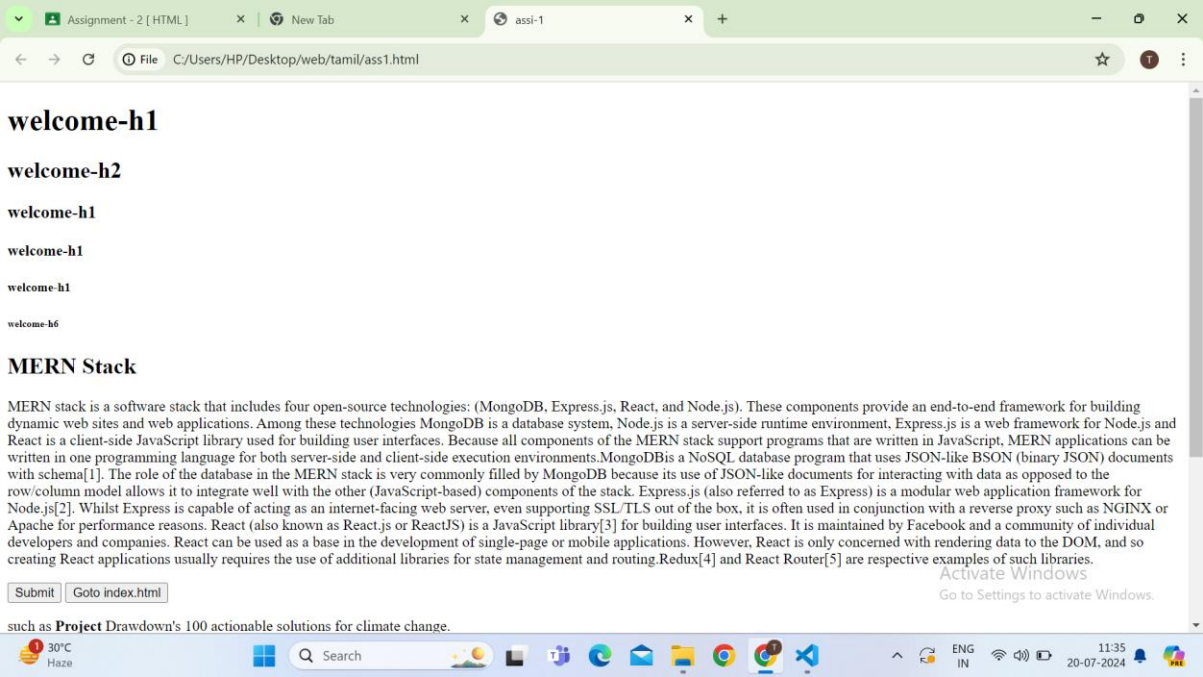 Assignment - 2 [ HTML ]
New Tab
assi-1
File
C:/Users/HP/Desktop/web/tamil/ass1.html
T
welcome-h1
welcome-h2
welcome-h1
welcome-h1
welcome-h1
welcome-h6
MERN Stack
MERN stack is a software stack that includes four open-source technologies: (MongoDB, Express.js, React, and Node.js). These components provide an end-to-end framework for building
dynamic web sites and web applications. Among these technologies MongoDB is a database system, Node.js is a server-side runtime environment, Express.js is a web framework for Node.js and
React is a client-side JavaScript library used for building user interfaces. Because all components of the MERN stack support programs that are written in JavaScript, MERN applications can be
written in one programming language for both server-side and client-side execution environments.MongoDBis a NoSQL database program that uses JSON-like BSON (binary JSON) documents
with schema[1]. The role of the database in the MERN stack is very commonly filled by MongoDB because its use of JSON-like documents for interacting with data as opposed to the
row/column model allows it to integrate well with the other (JavaScript-based) components of the stack. Express.js (also referred to as Express) is a modular web application framework for
Node.js[2]. Whilst Express is capable of acting as an internet-facing web server, even supporting SSL/TLS out of the box, it is often used in conjunction with a reverse proxy such as NGINX or
Apache for performance reasons. React (also known as React.js or ReactJS) is a JavaScript library[3] for building user interfaces. It is maintained by Facebook and a community of individual
developers and companies. React can be used as a base in the development of single-page or mobile applications. However, React is only concerned with rendering data to the DOM, and so
creating React applications usually requires the use of additional libraries for state management and routing.Redux[4] and React Router[5] are respective examples of such libraries.
Activate Windows
Go to Settings to activate Windows.
Submit
Goto index.html
such as Project Drawdown's 100 actionable solutions for climate change.
1
30°C
Haze
Search
T
ENG
IN
11:35
20-07-2024
PRE